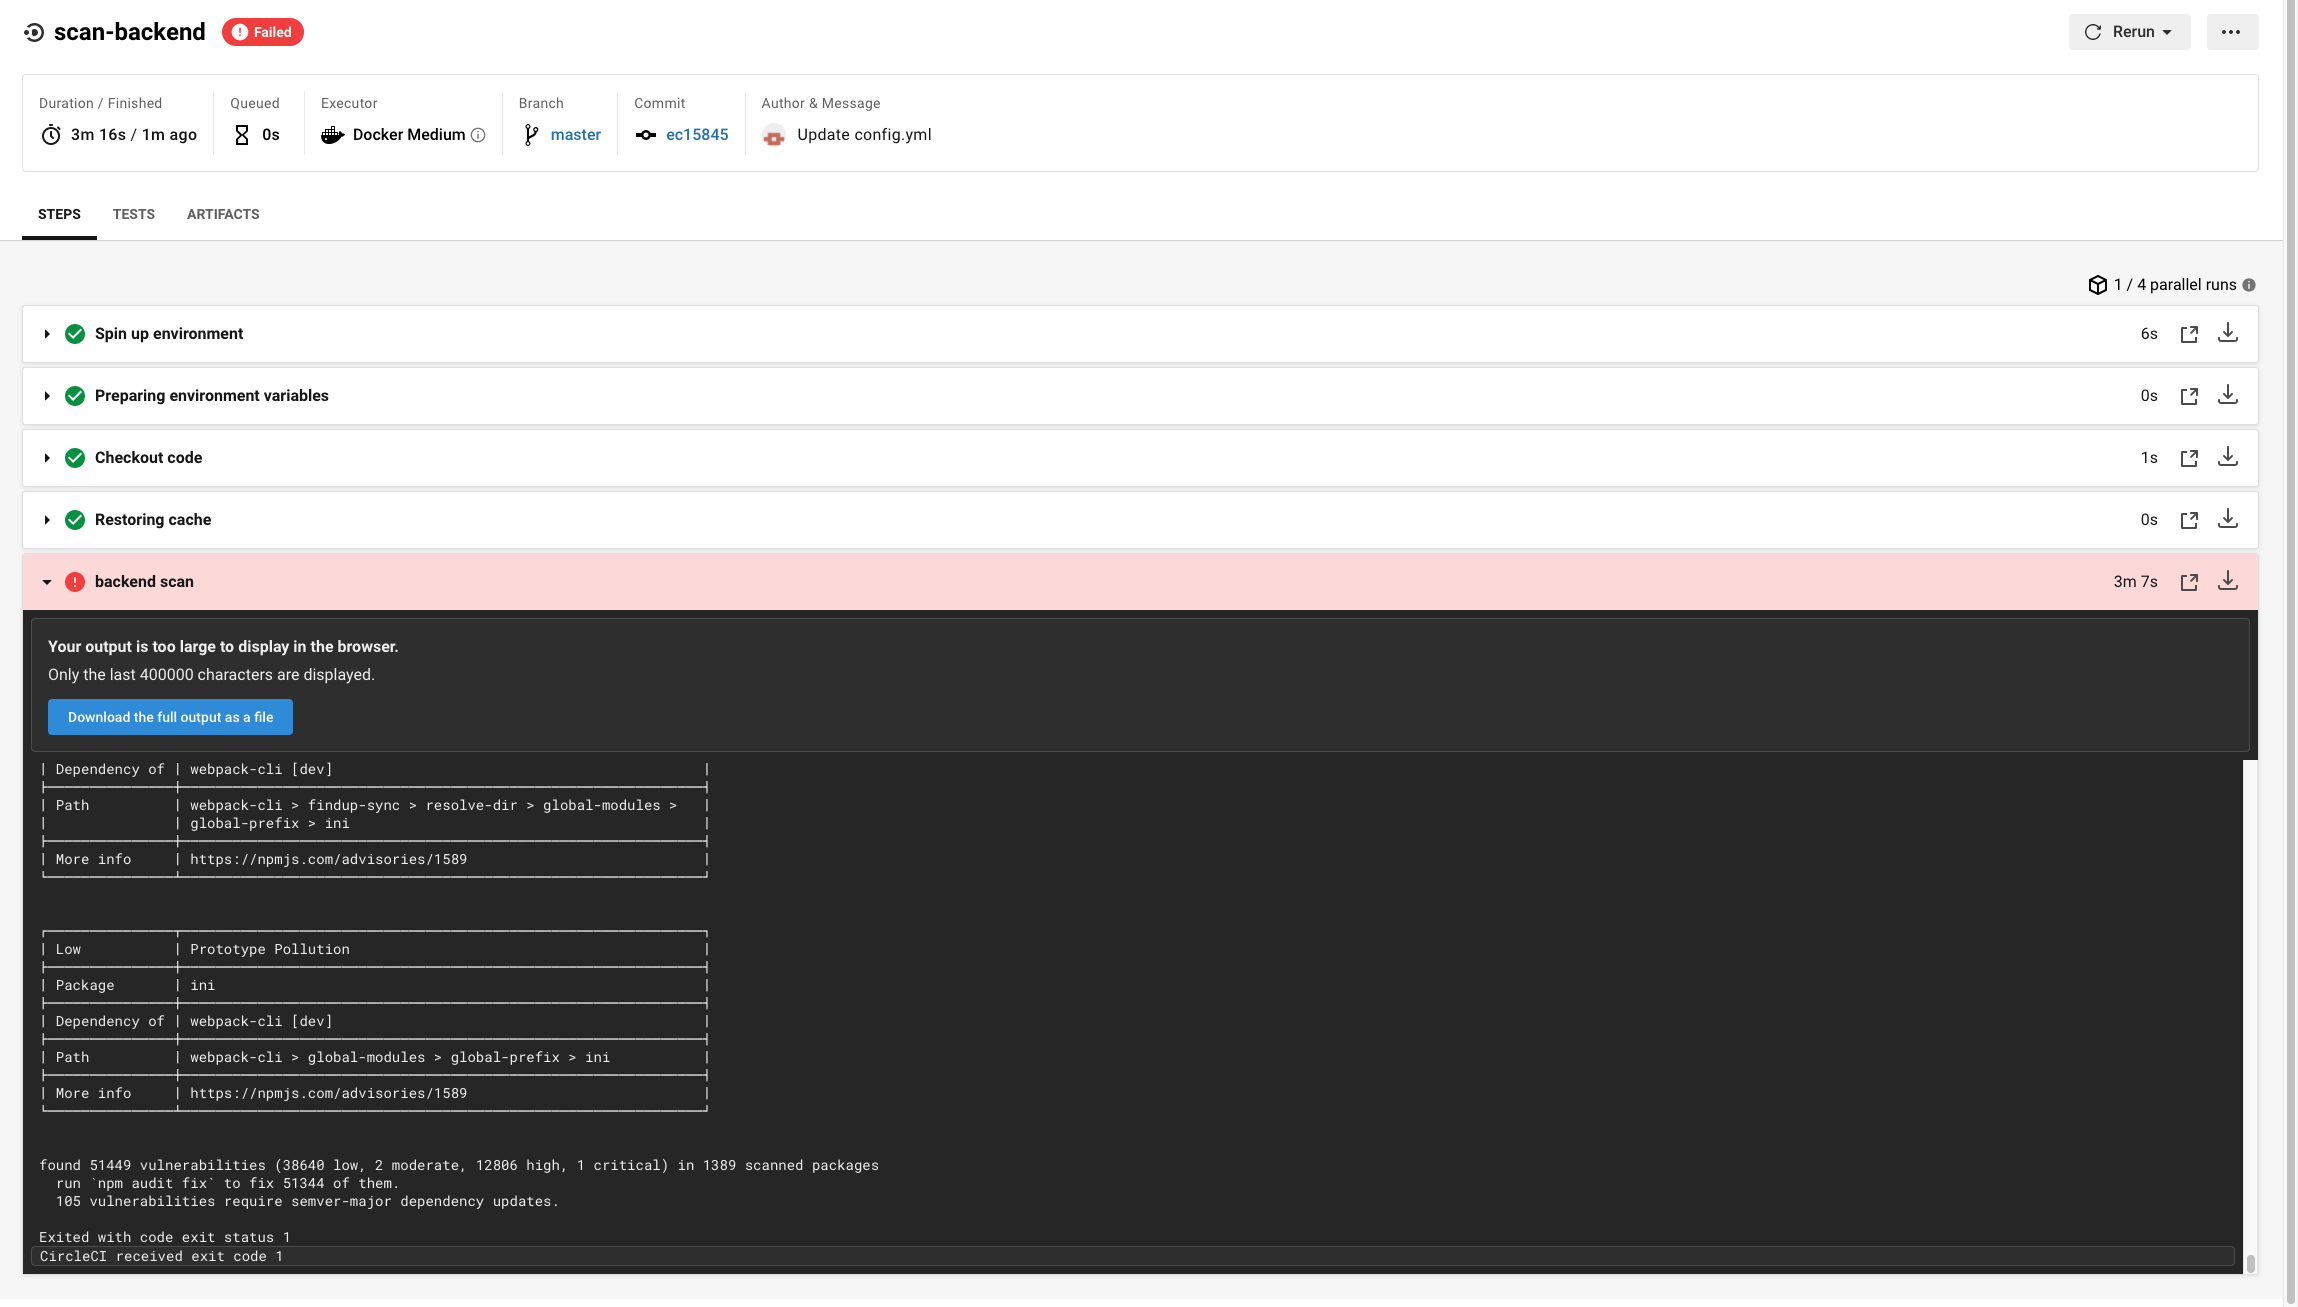 scan-backend
Failed
Rerun
Duration / Finished
3m 16s / 1m ago
Queued
0s
Executor
Docker Medium
Branch
master
Commit
ec15845
Author & Message
Update config.yml
STEPS
TESTS
ARTIFACTS
1 / 4 parallel runs
Spin up environment
6s
Preparing environment variables
0s
Checkout code
1s
Restoring cache
0s
backend scan
3m 7s
Your output is too large to display in the browser.
Only the last 400000 characters are displayed.
Download the full output as a file
| Dependency of | webpack-cli [dev] |
| Path | webpack-cli > findup-sync > resolve-dir > global-modules > |
| | global-prefix > ini |
| More info | https://npmjs.com/advisories/1589 |
| Low | Prototype Pollution |
| Package | ini |
| Dependency of | webpack-cli [dev] |
| Path | webpack-cli > global-modules > global-prefix > ini |
| More info | https://npmjs.com/advisories/1589 |
found 51449 vulnerabilities (38640 low, 2 moderate, 12806 high, 1 critical) in 1389 scanned packages
run `npm audit fix` to fix 51344 of them.
105 vulnerabilities require semver-major dependency updates.
Exited with code exit status 1
CircleCI received exit code 1